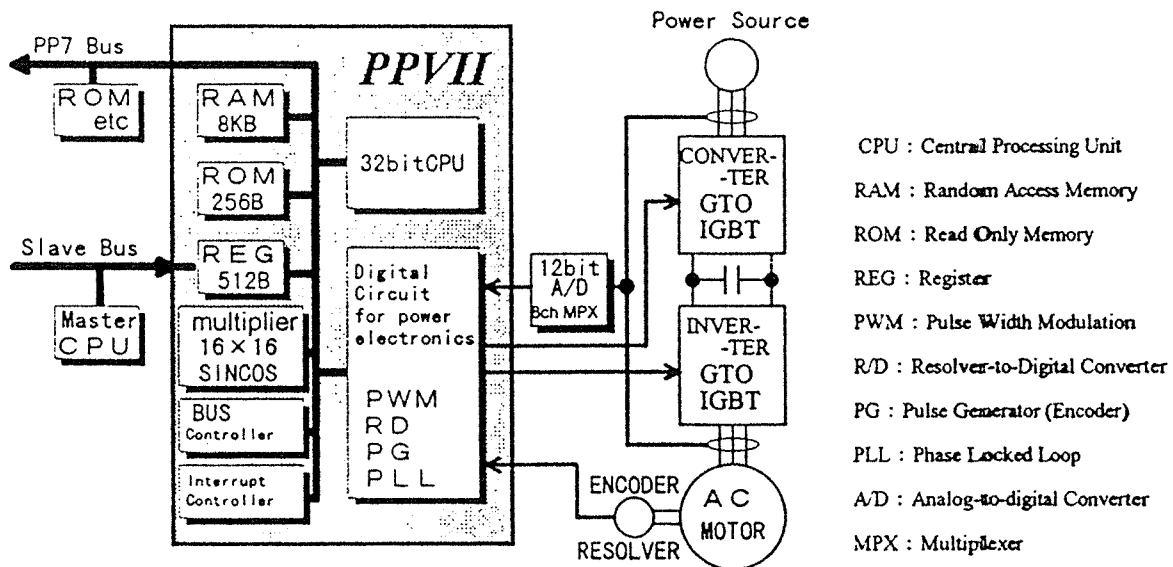 Power Source
PP7 Bus
ROM
etc
PPVII
RAM
8KB
ROM
256B
32bitCPU
Slave Bus
REG
512B
Master
CPU
multiplier
16×16
SINCOS
BUS
Controller
Interrupt
Controller
Digital
Circuit
for power
electronics
PWM
RD
PG
PLL
12bit
A/D
8ch MPX
CONVER-
-TER
GTO
IGBT
INVER-
-TER
GTO
IGBT
ENCODER
RESOLVER
AC
MOTOR
CPU : Central Processing Unit
RAM : Random Access Memory
ROM : Read Only Memory
REG : Register
PWM : Pulse Width Modulation
R/D : Resolver-to-Digital Converter
PG : Pulse Generator (Encoder)
PLL : Phase Locked Loop
A/D : Analog-to-digital Converter
MPX : Multiplexer